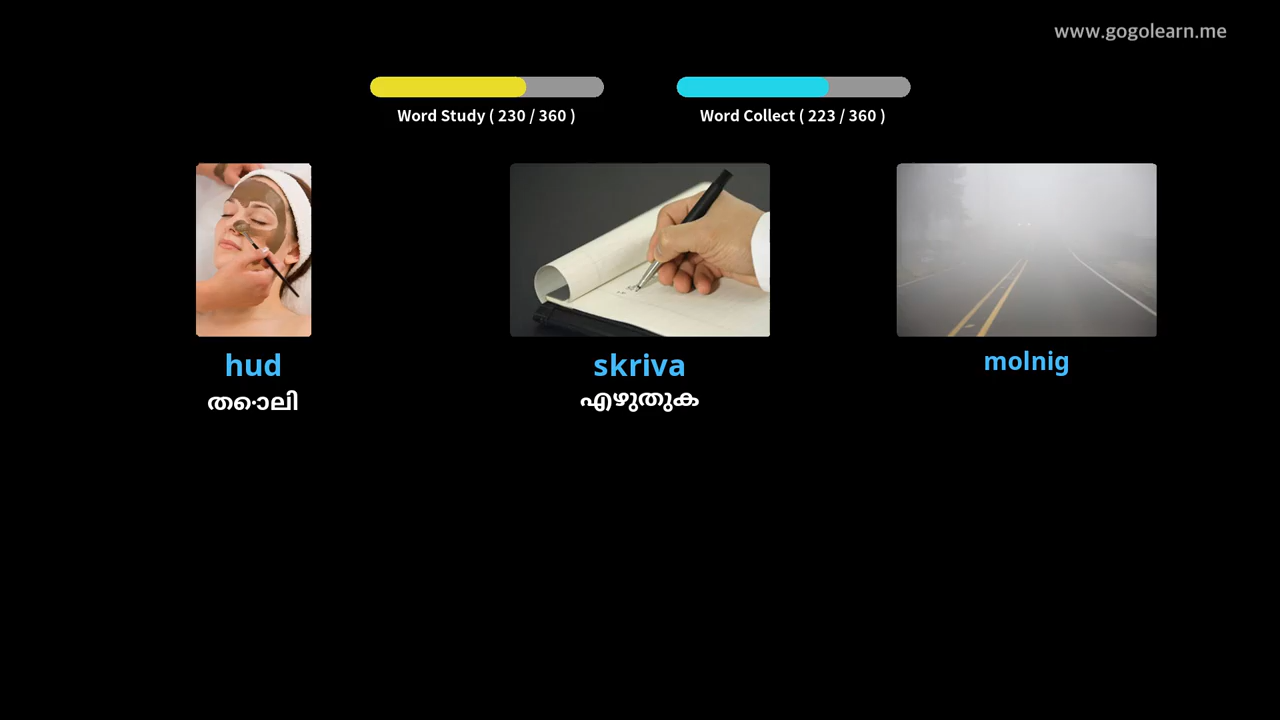 www.gogolearn.me
Word Study ( 230 / 360 )
Word Collect ( 223 / 360 )
hud
തൊലി
skriva
എഴുതുക
molnig